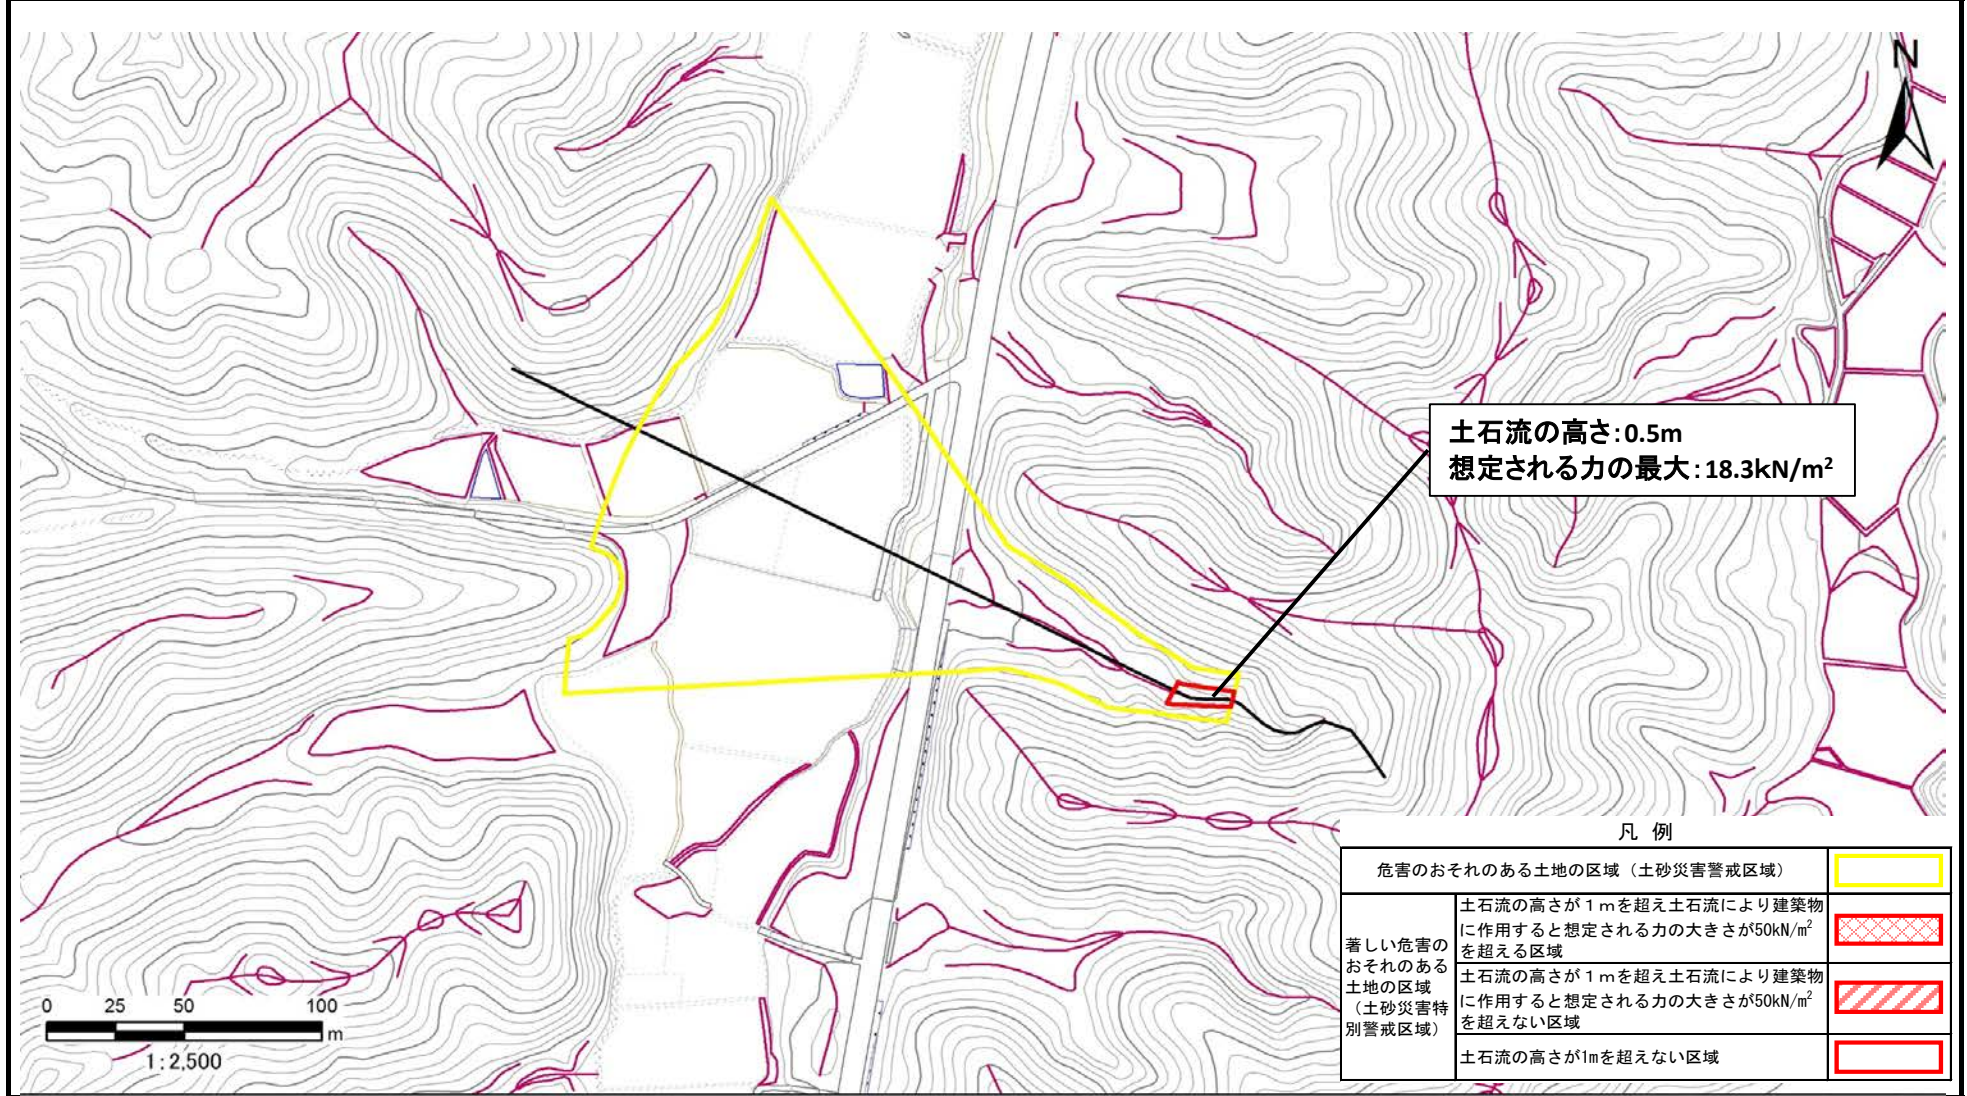 N
土石流の高さ:0.5m
想定される力の最大:18.3kN/m²
凡 例
危害のおそれのある土地の区域（土砂災害警戒区域）
著しい危害の
おそれのある
土地の区域
（土砂災害特
別警戒区域）
土石流の高さが１ｍを超え土石流により建築物
に作用すると想定される力の大きさが50kN/㎡
を超える区域
土石流の高さが１ｍを超え土石流により建築物
に作用すると想定される力の大きさが50kN/㎡
を超えない区域
土石流の高さが1mを超えない区域
0 25 50 100
m
1:2,500